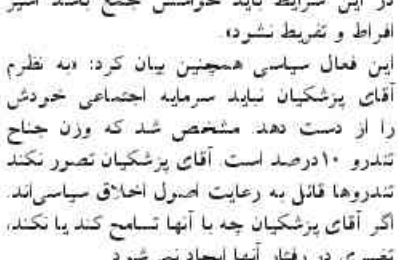 در این شرایط باید حواسش جمع باشد اسیر
افراط و تفریط نشود».
این فعال سیاسی همچنین بیان کرد: «به نظرم
آقای پزشکیان نباید سرمایه اجتماعی خودش
را از دست دهد. مشخص شد که وزن جناح
تندرو ۱۰درصد است. آقای پزشکیان تصور نکند
تندروها قائل به رعایت اصول اخلاق سیاسی‌اند.
اگر آقای پزشکیان چه با آنها تسامح کند یا نکند،
تغییری در رفتار آنها ایجاد نمی‌شود